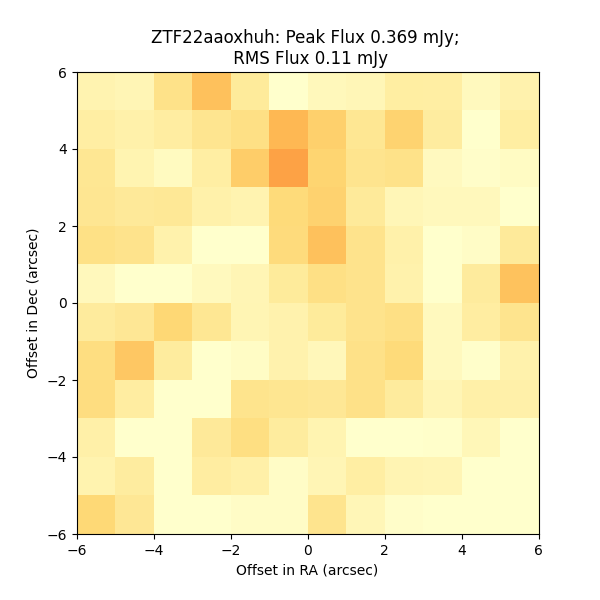 ZTF22aaoxhuh: Peak Flux 0.369 mJy;
RMS Flux 0.11 mJy
6
4
2
0
−2
−4
−6
Offset in Dec (arcsec)
−6 −4 −2 0 2 4 6
Offset in RA (arcsec)